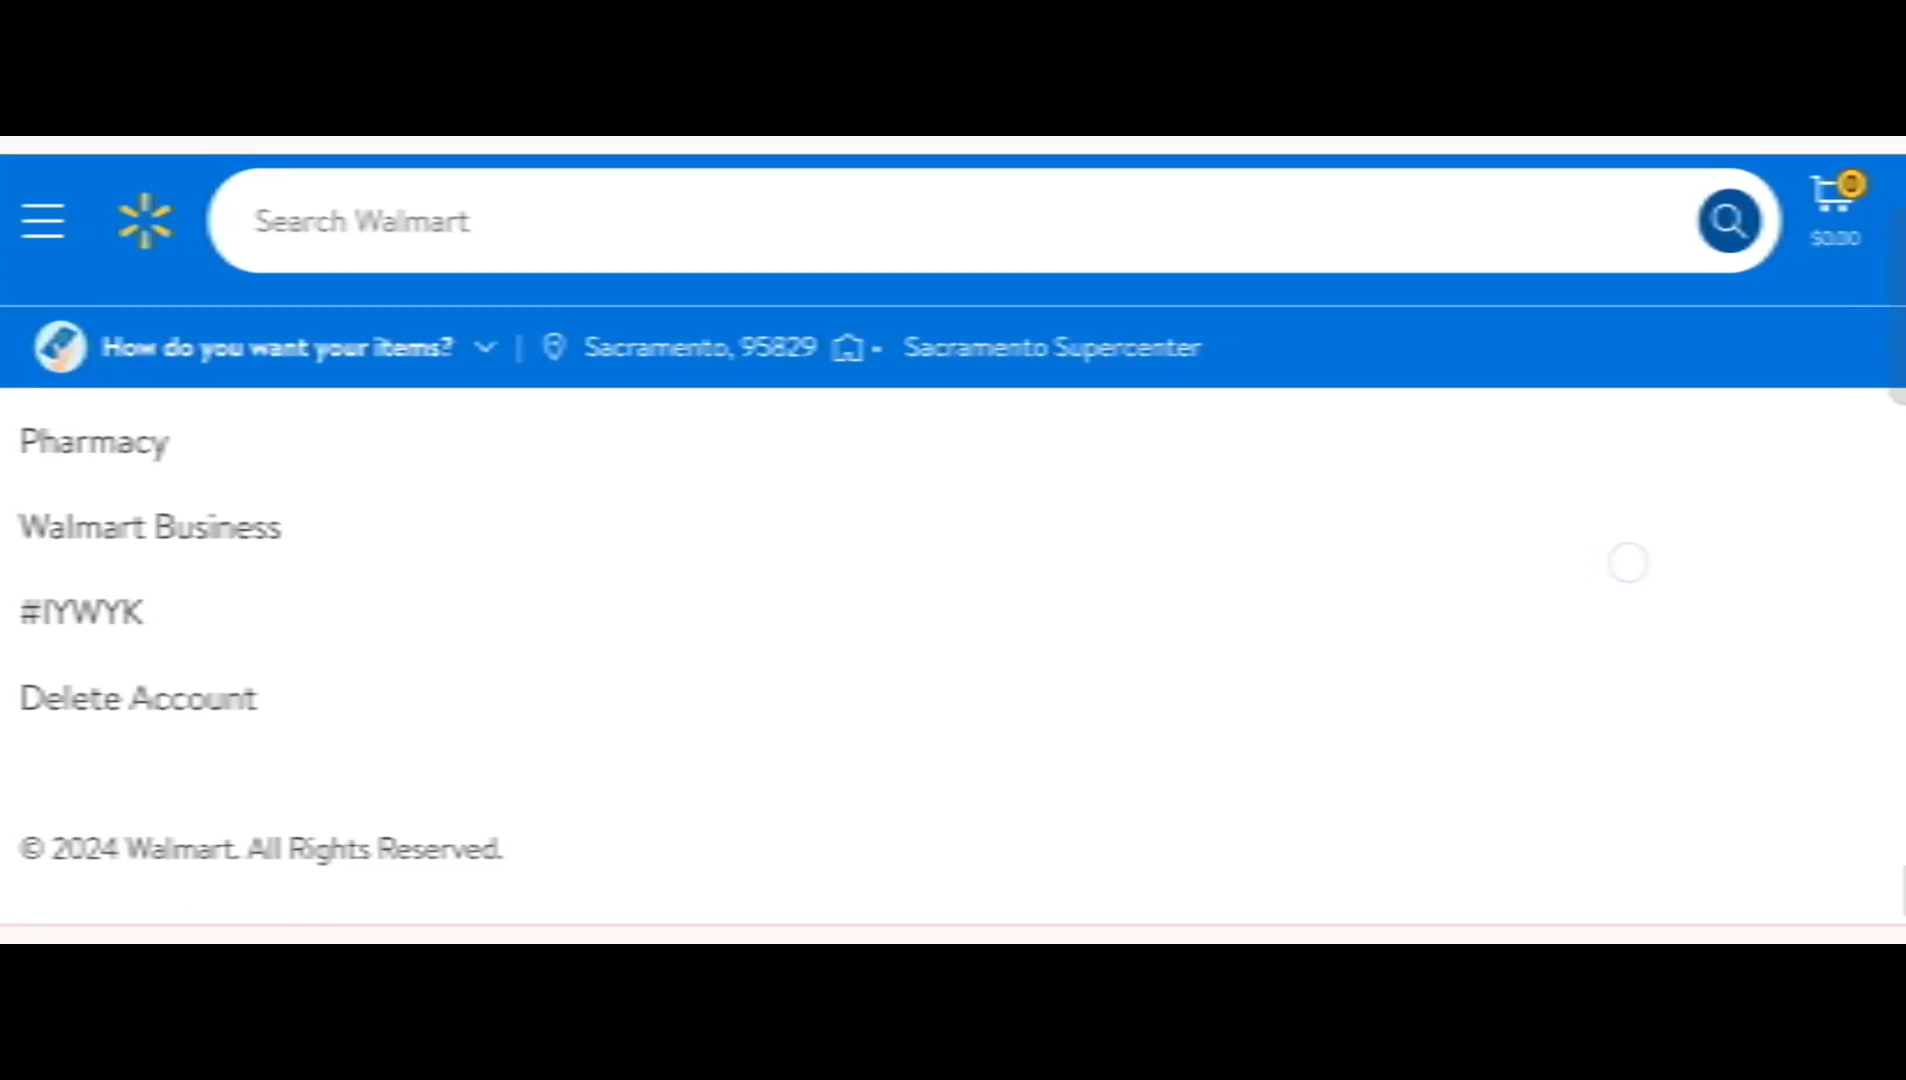 Search Walmart
0
$0.00
How do you want your items? | Sacramento, 95829 • Sacramento Supercenter
Pharmacy
Walmart Business
#IYWYK
Delete Account
© 2024 Walmart. All Rights Reserved.